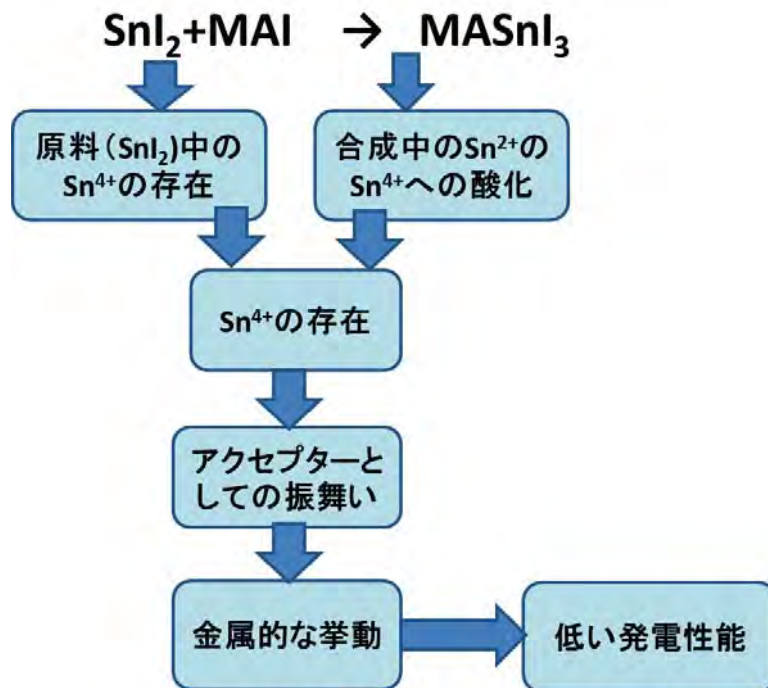 SnI₂+MAI → MASnI₃
原料(SnI₂)中の
Sn⁴⁺の存在
合成中のSn²⁺の
Sn⁴⁺への酸化
Sn⁴⁺の存在
アクセプターと
しての振舞い
金属的な挙動
低い発電性能